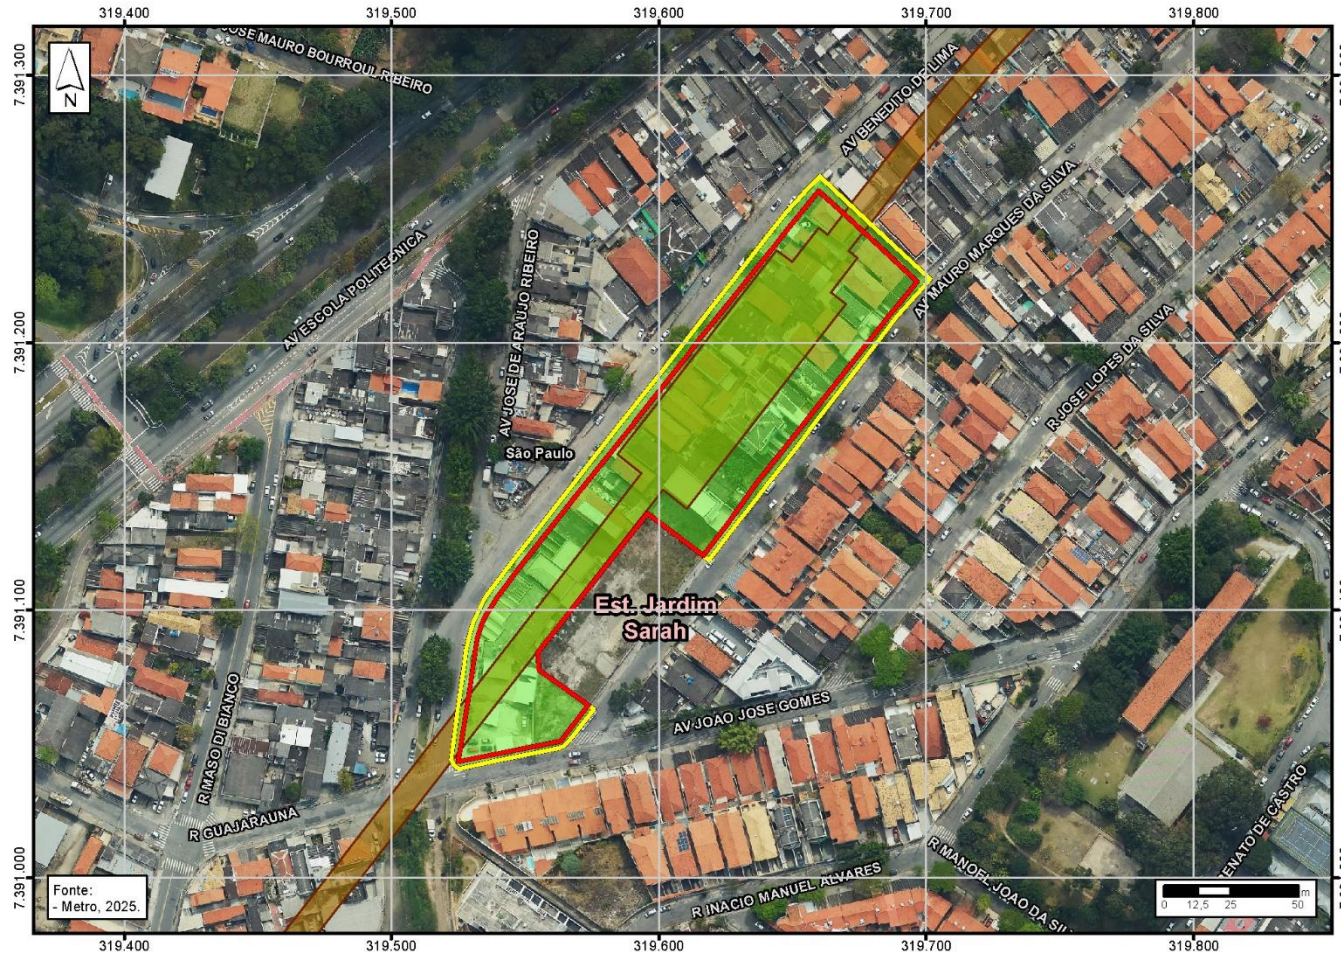 319.400
319.500
319.600
319.700
319.800
7.391.300
JOSE MAURO BOURROUL RIBEIRO
N
AV BENEDITO DE LIMA
AV MAURO MARQUES DA SILVA
AV ESCOLA POLITECNICA
AV JOSE DE ARAUJO RIBEIRO
7.391.200
R JOSE LOPES DA SILVA
São Paulo
7.391.100
Est. Jardim
Sarah
R MASO DI BIANCO
AV JOAO JOSE GOMES
R GUAJARAUNA
7.391.000
R INACIO MANUEL ALVARES
R MANOEL JOAO DA SIL
ENATO DE CASTRO
Fonte:
- Metro, 2025.
m
0 12,5 25 50
319.400
319.500
319.600
319.700
319.800